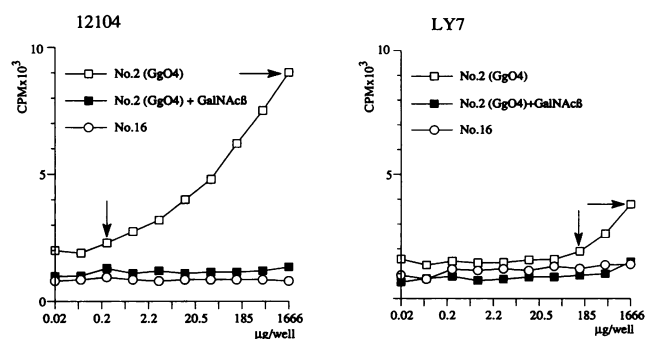 12104
10
5
0
CPMx10³
No.2 (GgO4)
No.2 (GgO4) + GalNAcß
No.16
0.02 0.2 2.2 20.5 185 1666
µg/well
LY7
10
5
CPMx10³
No.2 (GgO4)
No.2 (GgO4)+GalNAcß
No.16
0.02 0.2 2.2 20.5 185 1666
µg/well